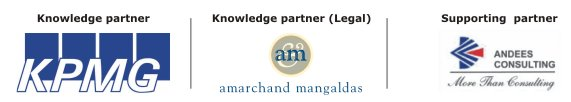 Knowledge partner
KPMG
Knowledge partner (Legal)
am
amarchand mangaldas
Supporting partner
ANDEES
CONSULTING
More Than Consulting